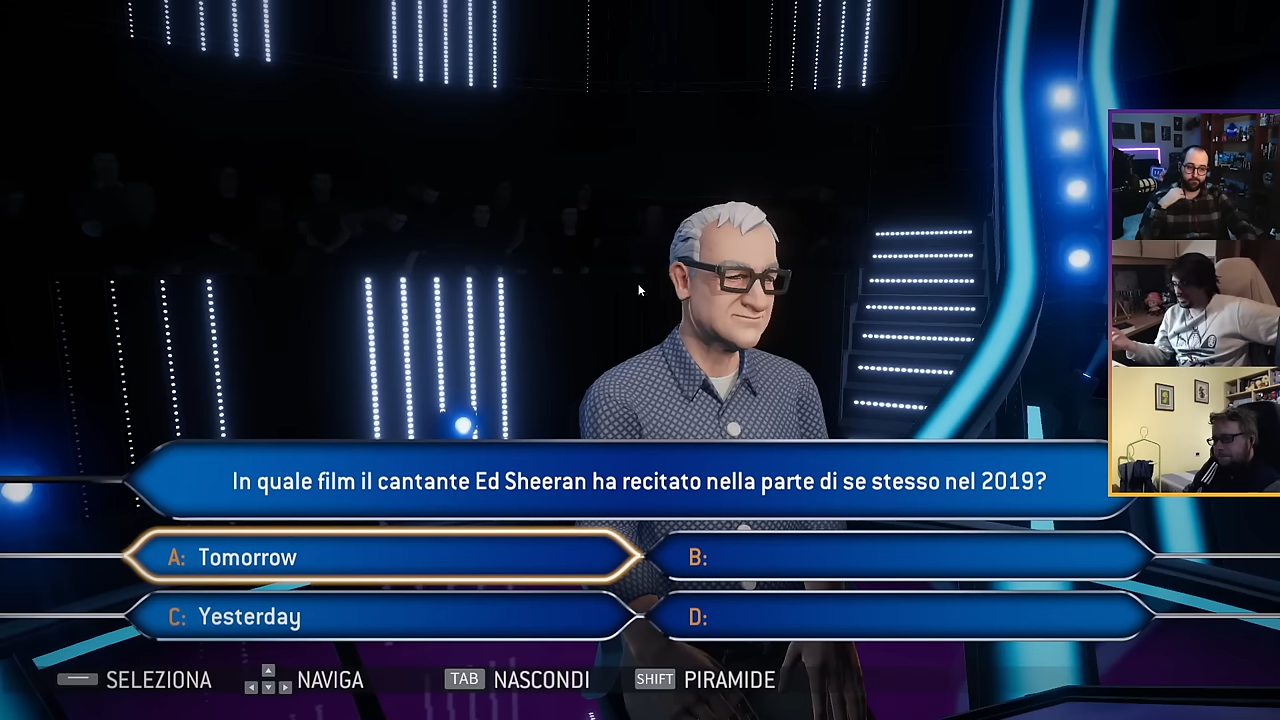 In quale film il cantante Ed Sheeran ha recitato nella parte di se stesso nel 2019?
A: Tomorrow
B:
C: Yesterday
D:
SELEZIONA
NAVIGA
TAB NASCONDI
SHIFT PIRAMIDE